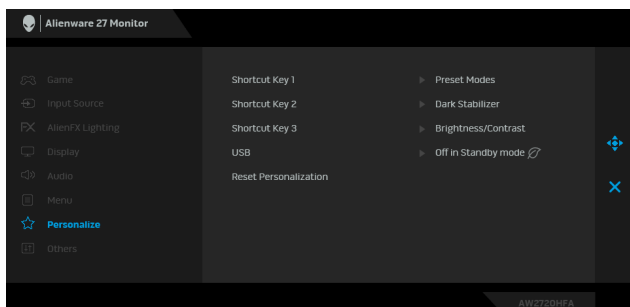 Alienware 27 Monitor
Game
Input Source
AlienFX Lighting
Display
Audio
Menu
Personalize
Others
Shortcut Key 1 Preset Modes
Shortcut Key 2 Dark Stabilizer
Shortcut Key 3 Brightness/Contrast
USB Off in Standby mode
Reset Personalization
AW2720HFA